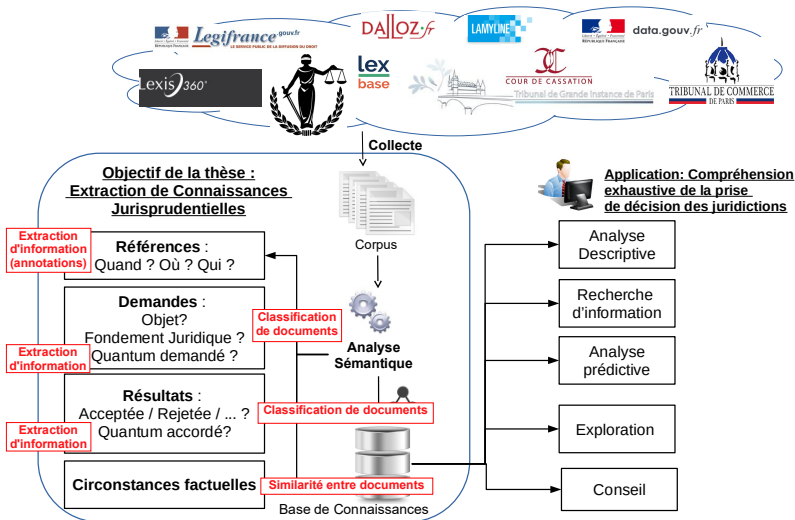 Legifrance.gouv.fr
LE SERVICE PUBLIC DE LA DIFFUSION DU DROIT
RÉPUBLIQUE FRANÇAISE
DALLOZ.fr
LAMYLINE
RÉPUBLIQUE FRANÇAISE
data.gouv.fr
Lexis 360°
lex
base
COUR DE CASSATION
Tribunal de Grande Instance de Paris
TRIBUNAL DE COMMERCE
DE PARIS
Collecte
Objectif de la thèse :
Extraction de Connaissances
Jurisprudentielles
Corpus
Application: Compréhension
exhaustive de la prise
de décision des juridictions
Extraction
d'information
(annotations)
Références :
Quand ? Où ? Qui ?
Demandes :
Objet?
Fondement Juridique ?
Quantum demandé ?
Extraction
d'information
Classification
de documents
Analyse
Sémantique
Résultats :
Acceptée / Rejetée / ... ?
Quantum accordé?
Extraction
d'information
Classification de documents
Circonstances factuelles
Similarité entre documents
Base de Connaissances
Analyse
Descriptive
Recherche
d'information
Analyse
prédictive
Exploration
Conseil